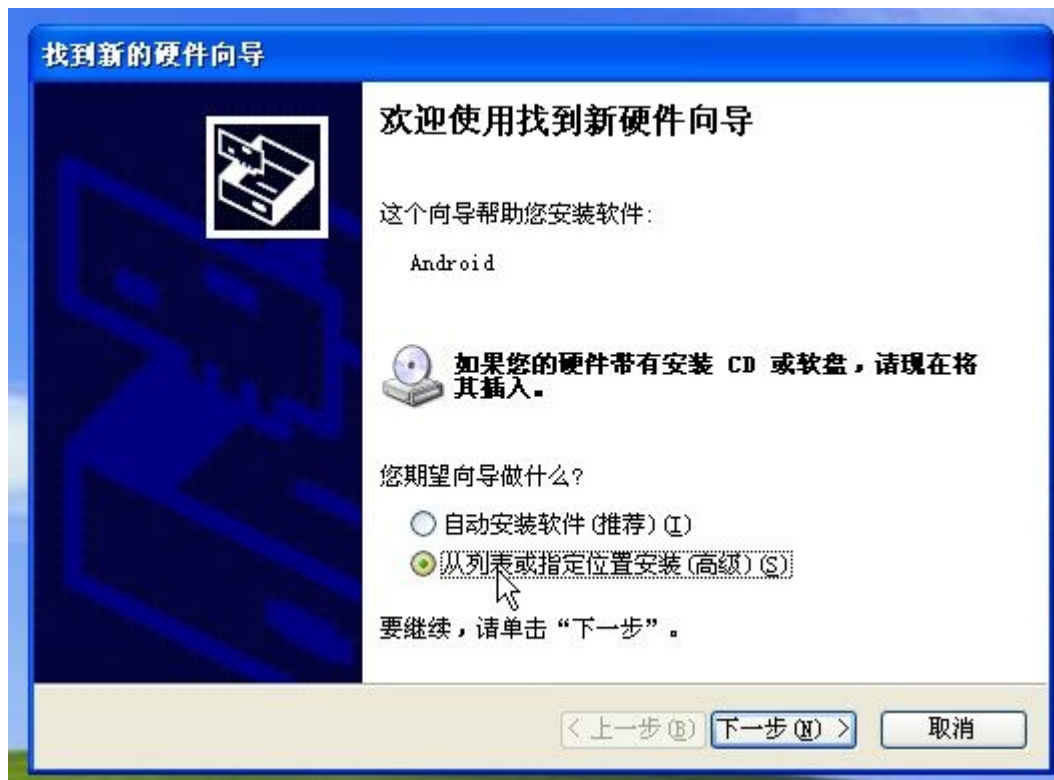 找到新的硬件向导
欢迎使用找到新硬件向导
这个向导帮助您安装软件:
Android
如果您的硬件带有安装 CD 或软盘，请现在将
其插入。
您期望向导做什么?
自动安装软件(推荐)(I)
从列表或指定位置安装(高级)(S)
要继续，请单击“下一步”。
< 上一步(B)
下一步(N) >
取消